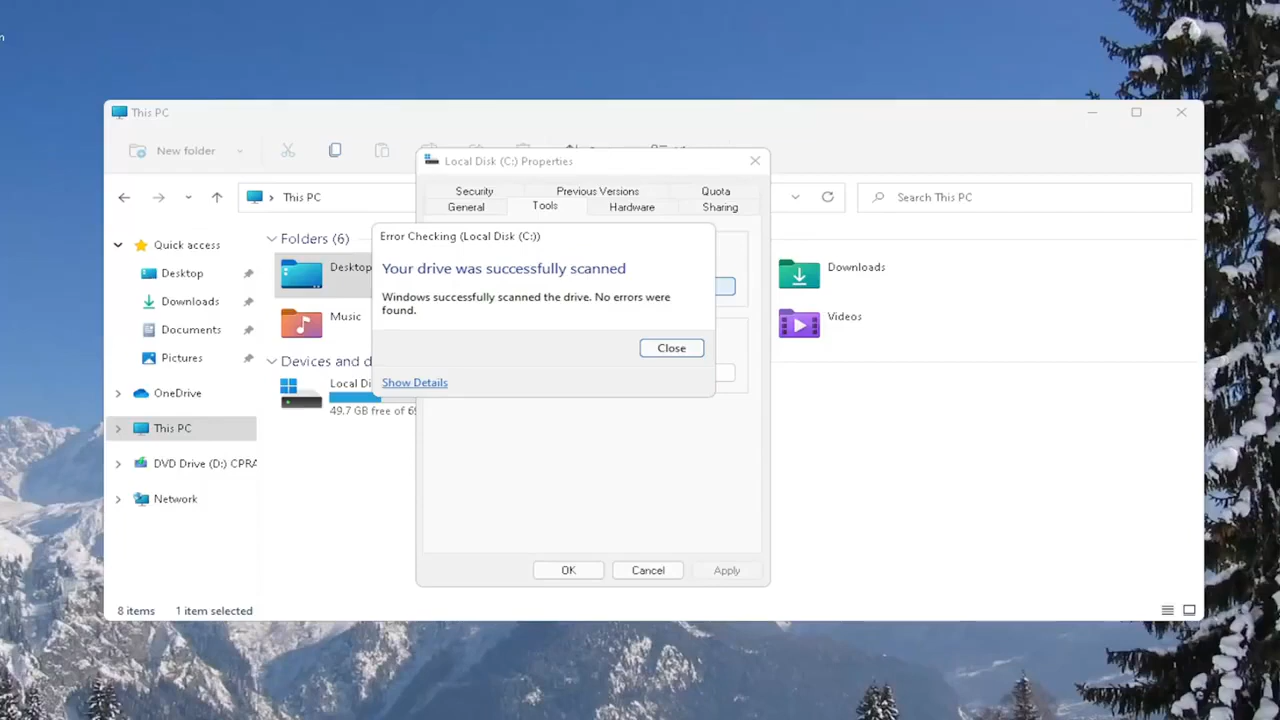 n
This PC
New folder
Local Disk (C:) Properties
This PC
Search This PC
Security
Previous Versions
Quota
General
Tools
Hardware
Sharing
Quick access
Desktop
Downloads
Documents
Pictures
OneDrive
This PC
DVD Drive (D:) CPRA
Network
Folders (6)
Desktop
Downloads
Music
Videos
Devices and d
Local Di
49.7 GB free of 69
Error Checking (Local Disk (C:))
Your drive was successfully scanned
Windows successfully scanned the drive. No errors were
found.
Close
Show Details
OK
Cancel
Apply
8 items
1 item selected